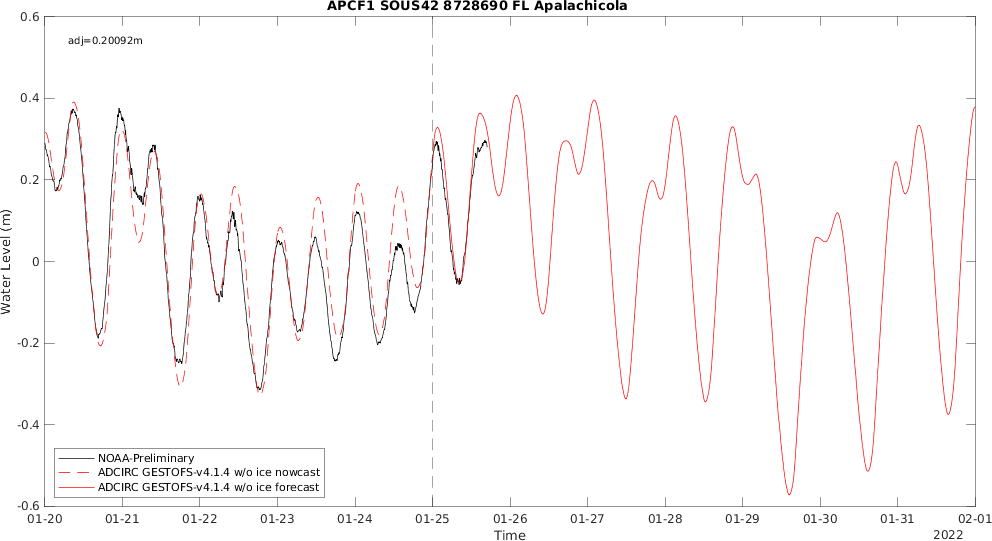 APCF1 SOUS42 8728690 FL Apalachicola
adj=0.20092m
0.6
0.4
0.2
0
-0.2
-0.4
-0.6
Water Level (m)
NOAA-Preliminary
ADCIRC GESTOFS-v4.1.4 w/o ice nowcast
ADCIRC GESTOFS-v4.1.4 w/o ice forecast
01-20 01-21 01-22 01-23 01-24 01-25 01-26 01-27 01-28 01-29 01-30 01-31 02-01
Time
2022